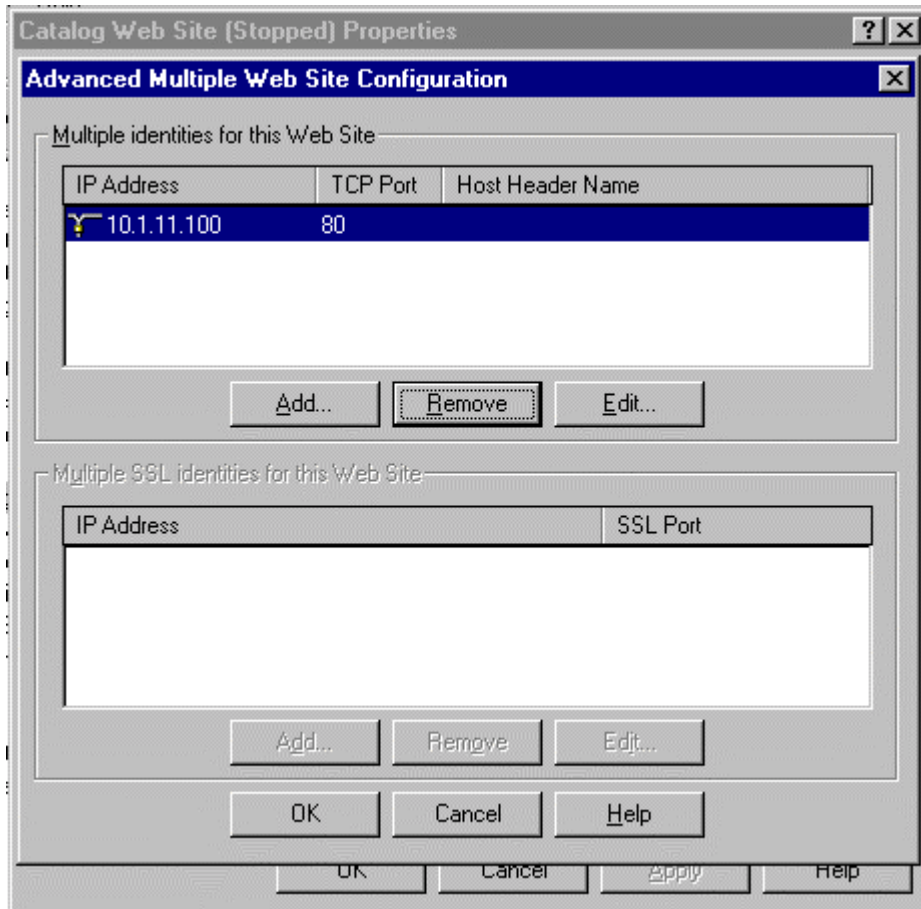 Catalog Web Site (Stopped) Properties
Advanced Multiple Web Site Configuration
Multiple identities for this Web Site
IP Address TCP Port Host Header Name
10.1.11.100 80
Add... Remove Edit...
Multiple SSL identities for this Web Site
IP Address SSL Port
Add... Remove Edit...
OK Cancel Help
OK Cancel Apply Help